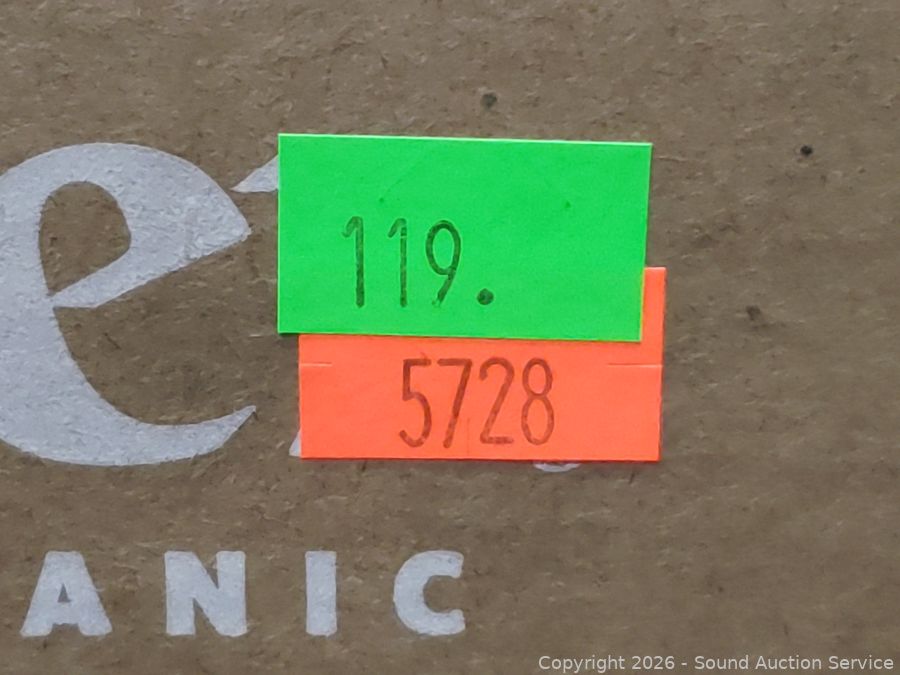 e
119.
5728
ANIC
Copyright 2026 - Sound Auction Service